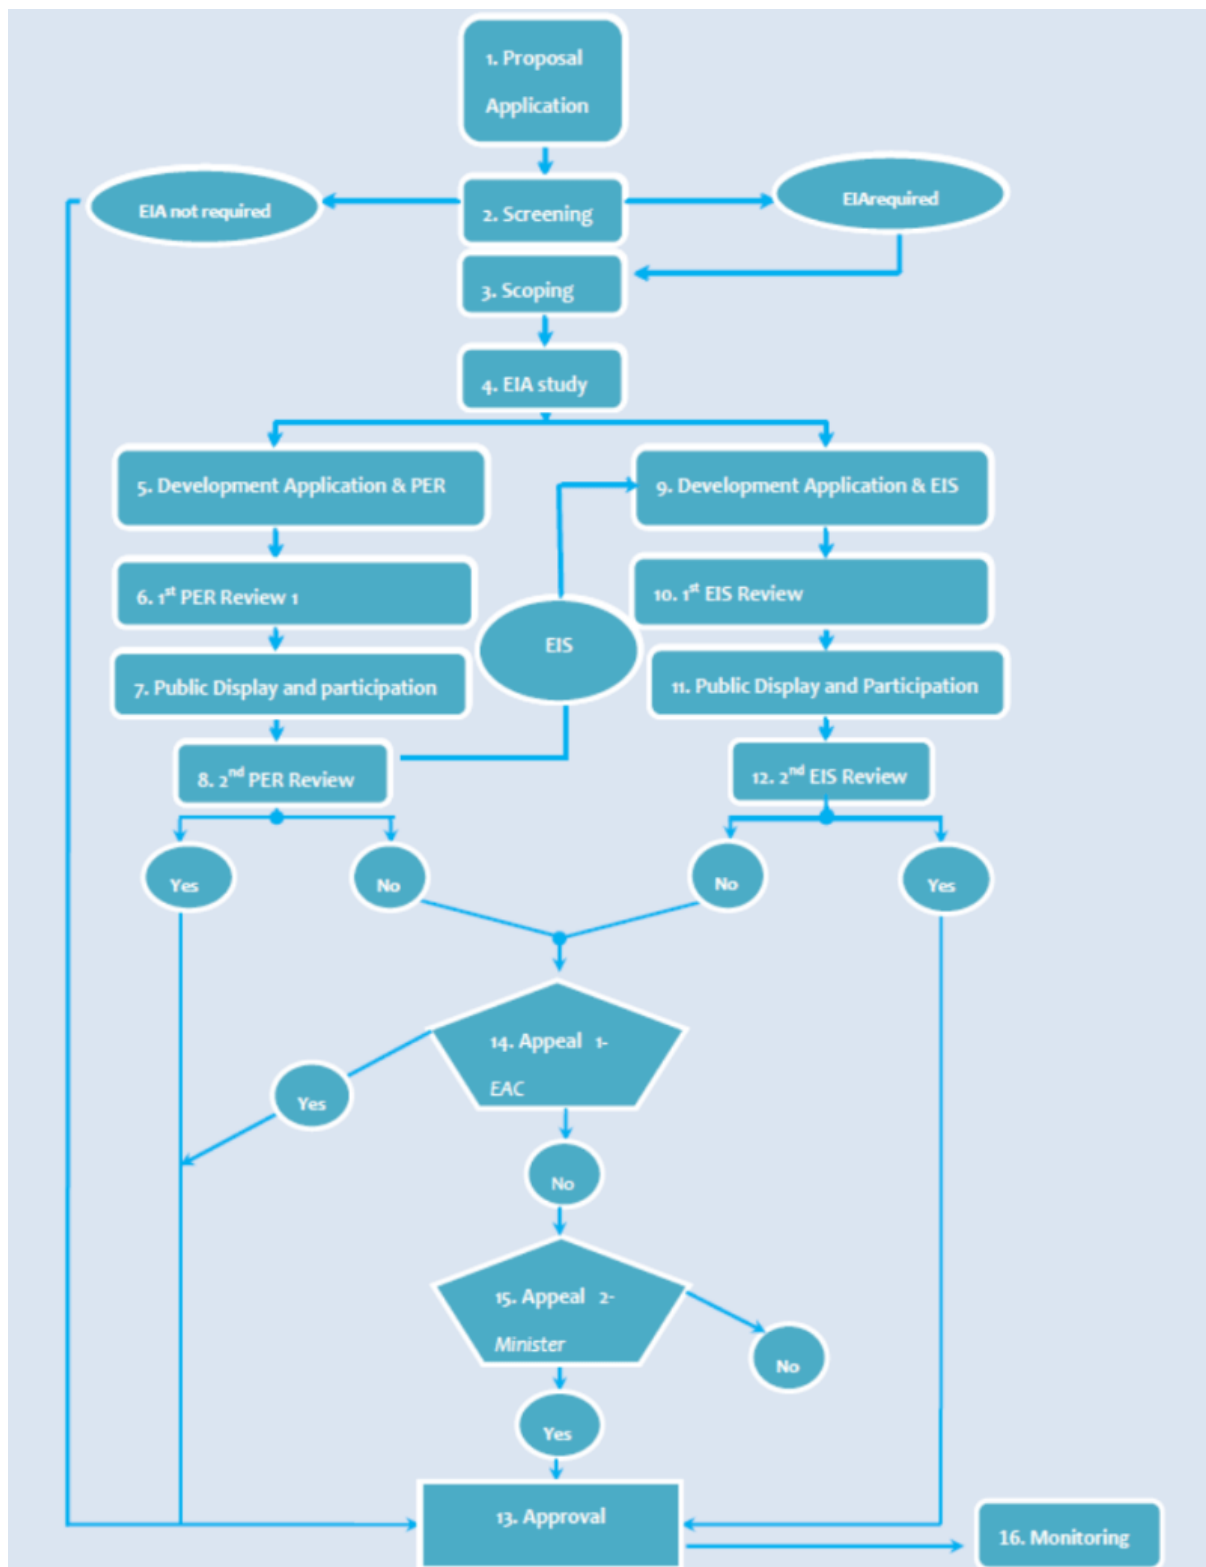 1. Proposal
Application
EIA not required
2. Screening
EIArequired
3. Scoping
4. EIA study
5. Development Application & PER
9. Development Application & EIS
6. 1st PER Review 1
10. 1st EIS Review
EIS
7. Public Display and participation
11. Public Display and Participation
8. 2nd PER Review
12. 2nd EIS Review
Yes
No
No
Yes
14. Appeal 1-
EAC
Yes
No
15. Appeal 2-
Minister
No
Yes
13. Approval
16. Monitoring